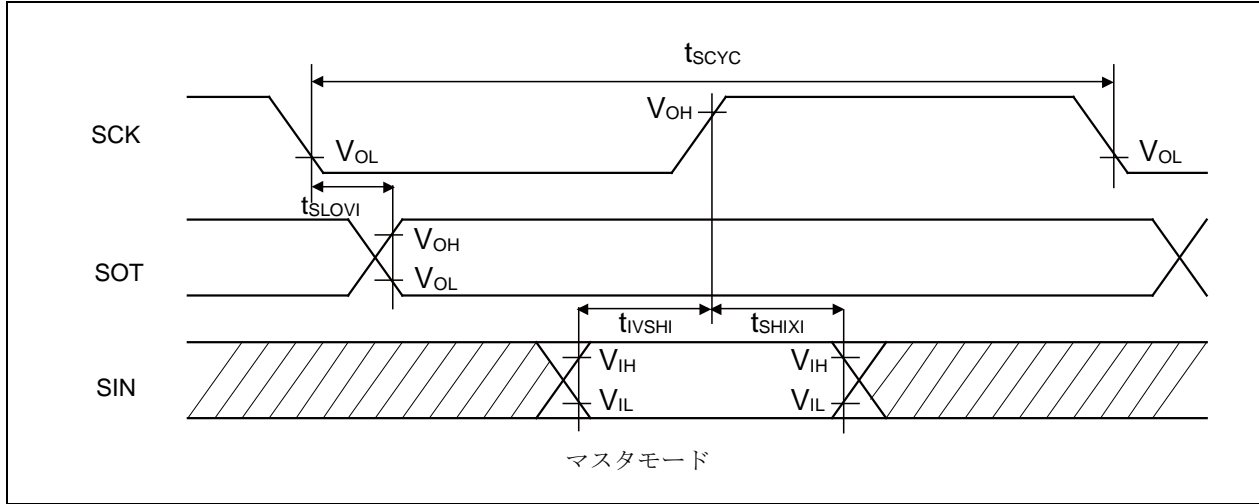 tSCYC
SCK
VOH
VOL
VOL
tSLOVI
SOT
VOH
VOL
tIVSHI
tSHIXI
SIN
VIH
VIH
VIL
VIL
マスタモード